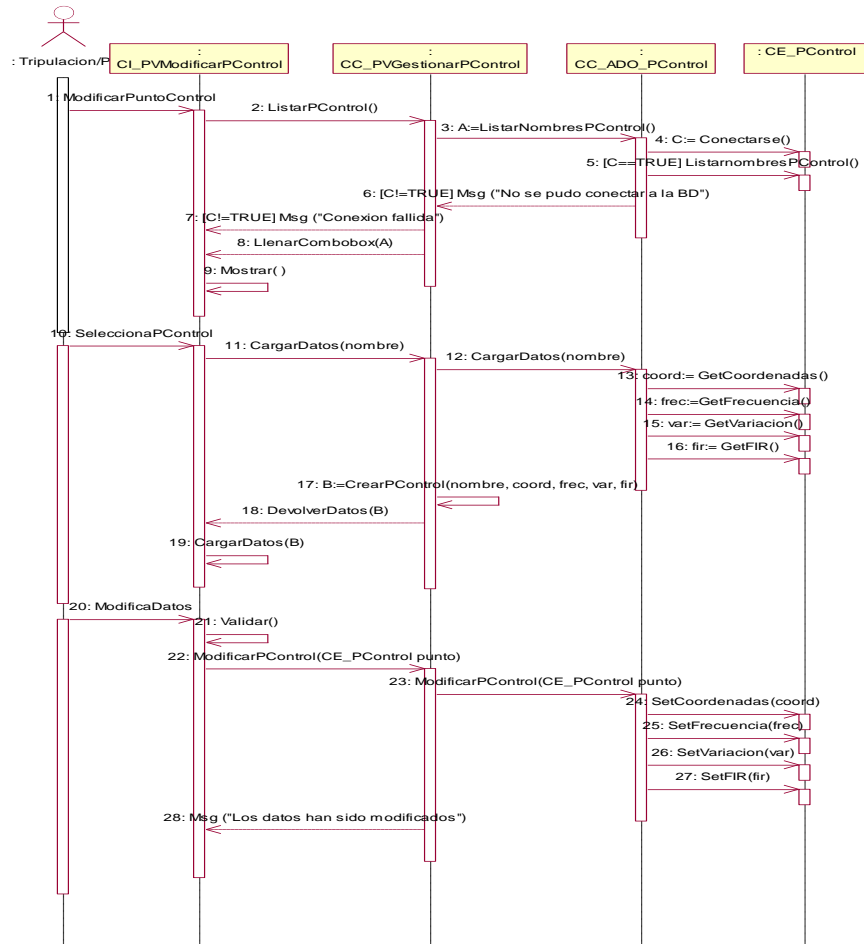 : Tripulacion/P
:
CI_PVModificarPControl
:
CC_PVGestionarPControl
:
CC_ADO_PControl
: CE_PControl
1: ModificarPuntoControl
2: ListarPControl()
3: A:=ListarNombresPControl()
4: C:= Conectarse()
5: [C==TRUE] ListarnombresPControl()
6: [C!=TRUE] Msg ("No se pudo conectar a la BD")
7: [C!=TRUE] Msg ("Conexion fallida")
8: LlenarCombobox(A)
9: Mostrar( )
10: SeleccionaPControl
11: CargarDatos(nombre)
12: CargarDatos(nombre)
13: coord:= GetCoordenadas()
14: frec:=GetFrecuencia()
15: var:= GetVariacion()
16: fir:= GetFIR()
17: B:=CrearPControl(nombre, coord, frec, var, fir)
18: DevolverDatos(B)
19: CargarDatos(B)
20: ModificaDatos
21: Validar()
22: ModificarPControl(CE_PControl punto)
23: ModificarPControl(CE_PControl punto)
24: SetCoordenadas(coord)
25: SetFrecuencia(frec)
26: SetVariacion(var)
27: SetFIR(fir)
28: Msg ("Los datos han sido modificados")